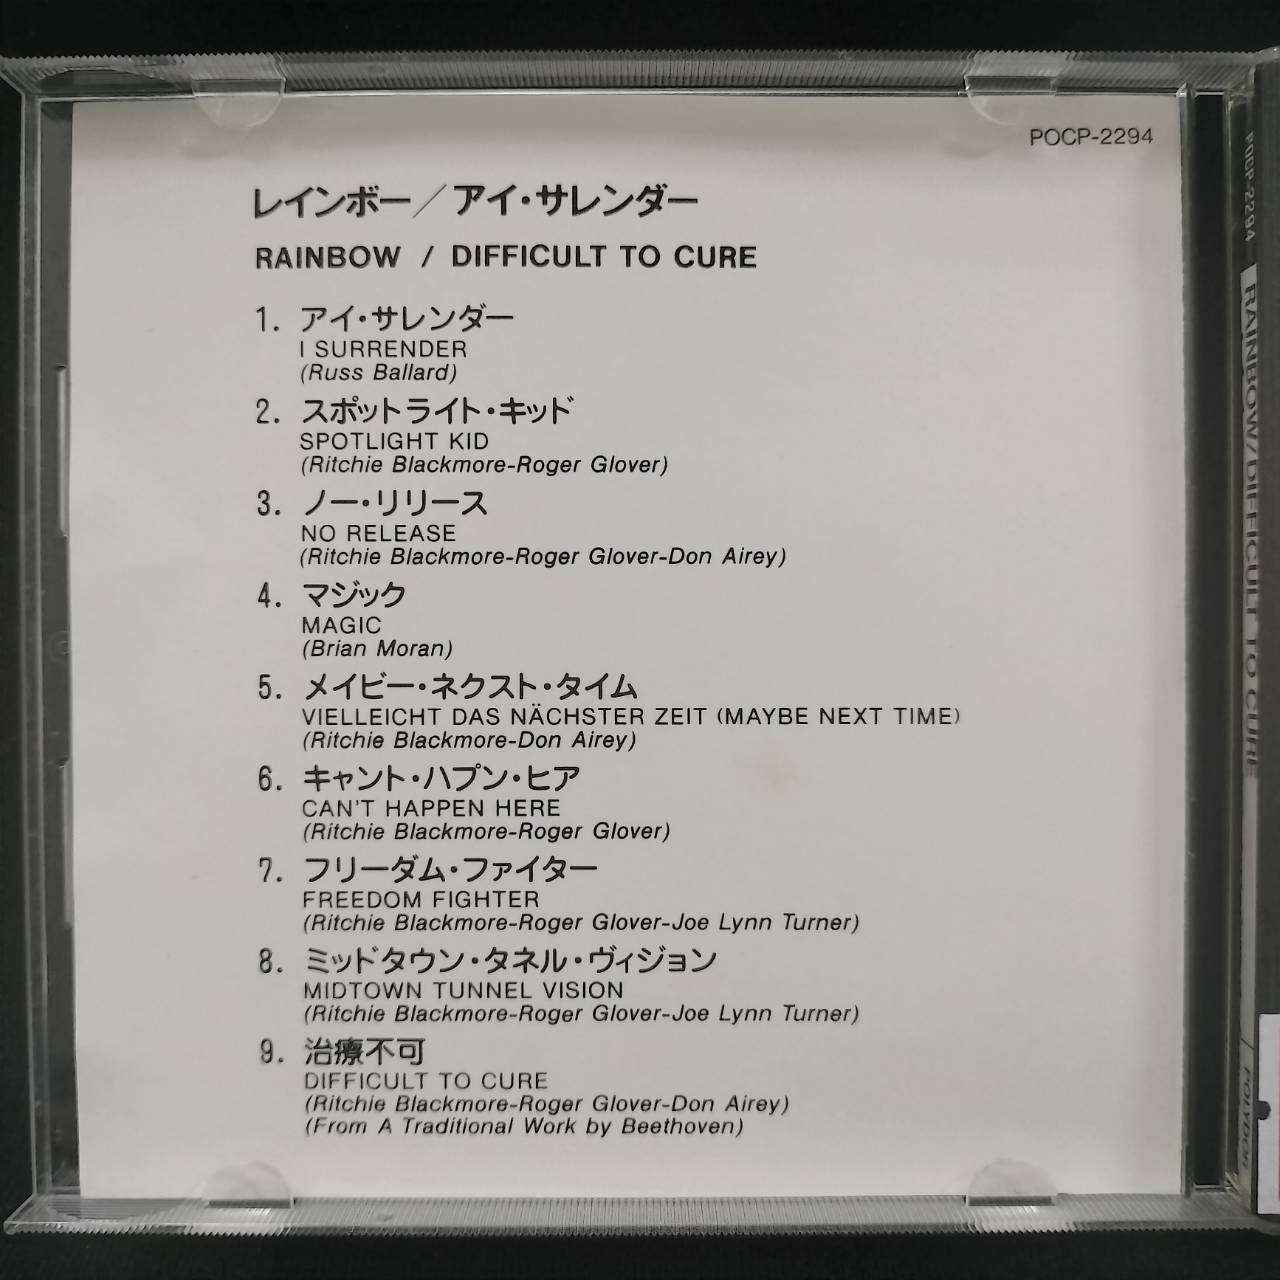 POCP-2294
レインボー／アイ・サレンダー
RAINBOW / DIFFICULT TO CURE
1. アイ・サレンダー
I SURRENDER
(Russ Ballard)
2. スポットライト・キッド
SPOTLIGHT KID
(Ritchie Blackmore-Roger Glover)
3. ノー・リリース
NO RELEASE
(Ritchie Blackmore-Roger Glover-Don Airey)
4. マジック
MAGIC
(Brian Moran)
5. メイビー・ネクスト・タイム
VIELLEICHT DAS NÄCHSTER ZEIT (MAYBE NEXT TIME)
(Ritchie Blackmore-Don Airey)
6. キャント・ハプン・ヒア
CAN'T HAPPEN HERE
(Ritchie Blackmore-Roger Glover)
7. フリーダム・ファイター
FREEDOM FIGHTER
(Ritchie Blackmore-Roger Glover-Joe Lynn Turner)
8. ミッドタウン・タネル・ヴィジョン
MIDTOWN TUNNEL VISION
(Ritchie Blackmore-Roger Glover-Joe Lynn Turner)
9. 治療不可
DIFFICULT TO CURE
(Ritchie Blackmore-Roger Glover-Don Airey)
(From A Traditional Work by Beethoven)
POCP-2294 RAINBOW/DIFFICULT TO CURE POLYDOR